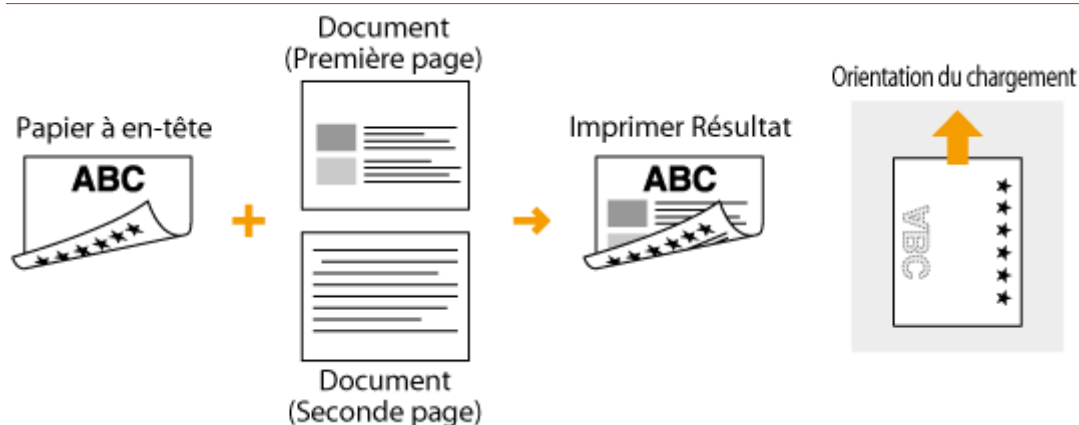 Document
(Première page)
Papier à en-tête
ABC
Imprimer Résultat
ABC
Orientation du chargement
ABC
Document
(Seconde page)